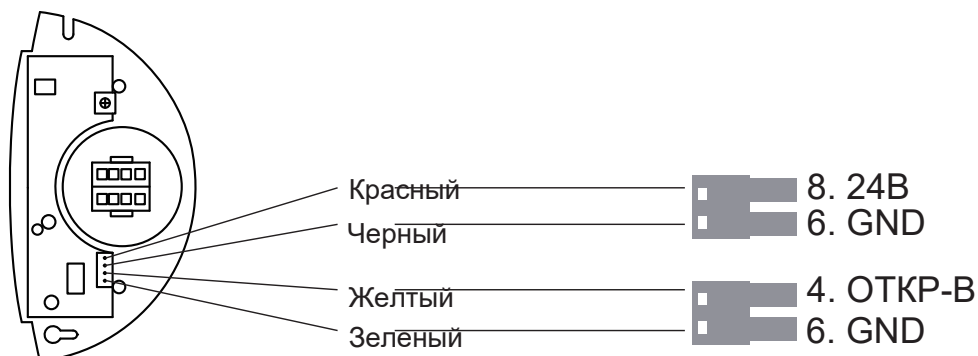 Красный
8. 24В
Черный
6. GND
Желтый
4. ОТКР-В
Зеленый
6. GND